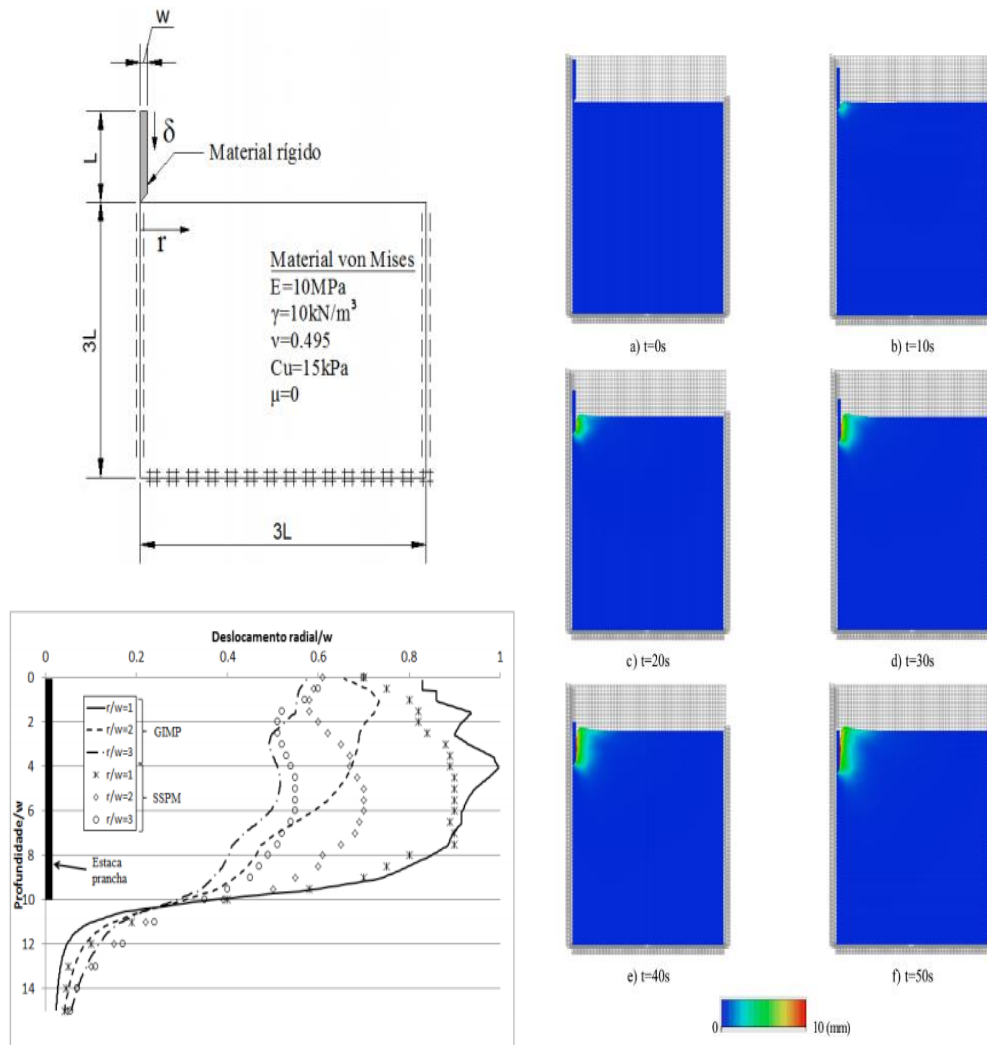 w
L
δ
Material rígido
r
3L
Material von Mises
E=10MPa
γ=10kN/m³
ν=0.495
Cu=15kPa
μ=0
3L
Deslocamento radial/w
0 0.2 0.4 0.6 0.8 1
Profundidade/w
0
2
4
6
8
10
12
14
r/w=1
r/w=2
r/w=3
GIMP
r/w=1
r/w=2
r/w=3
SSPM
Estaca
prancha
a) t=0s
b) t=10s
c) t=20s
d) t=30s
e) t=40s
f) t=50s
0 10 (mm)